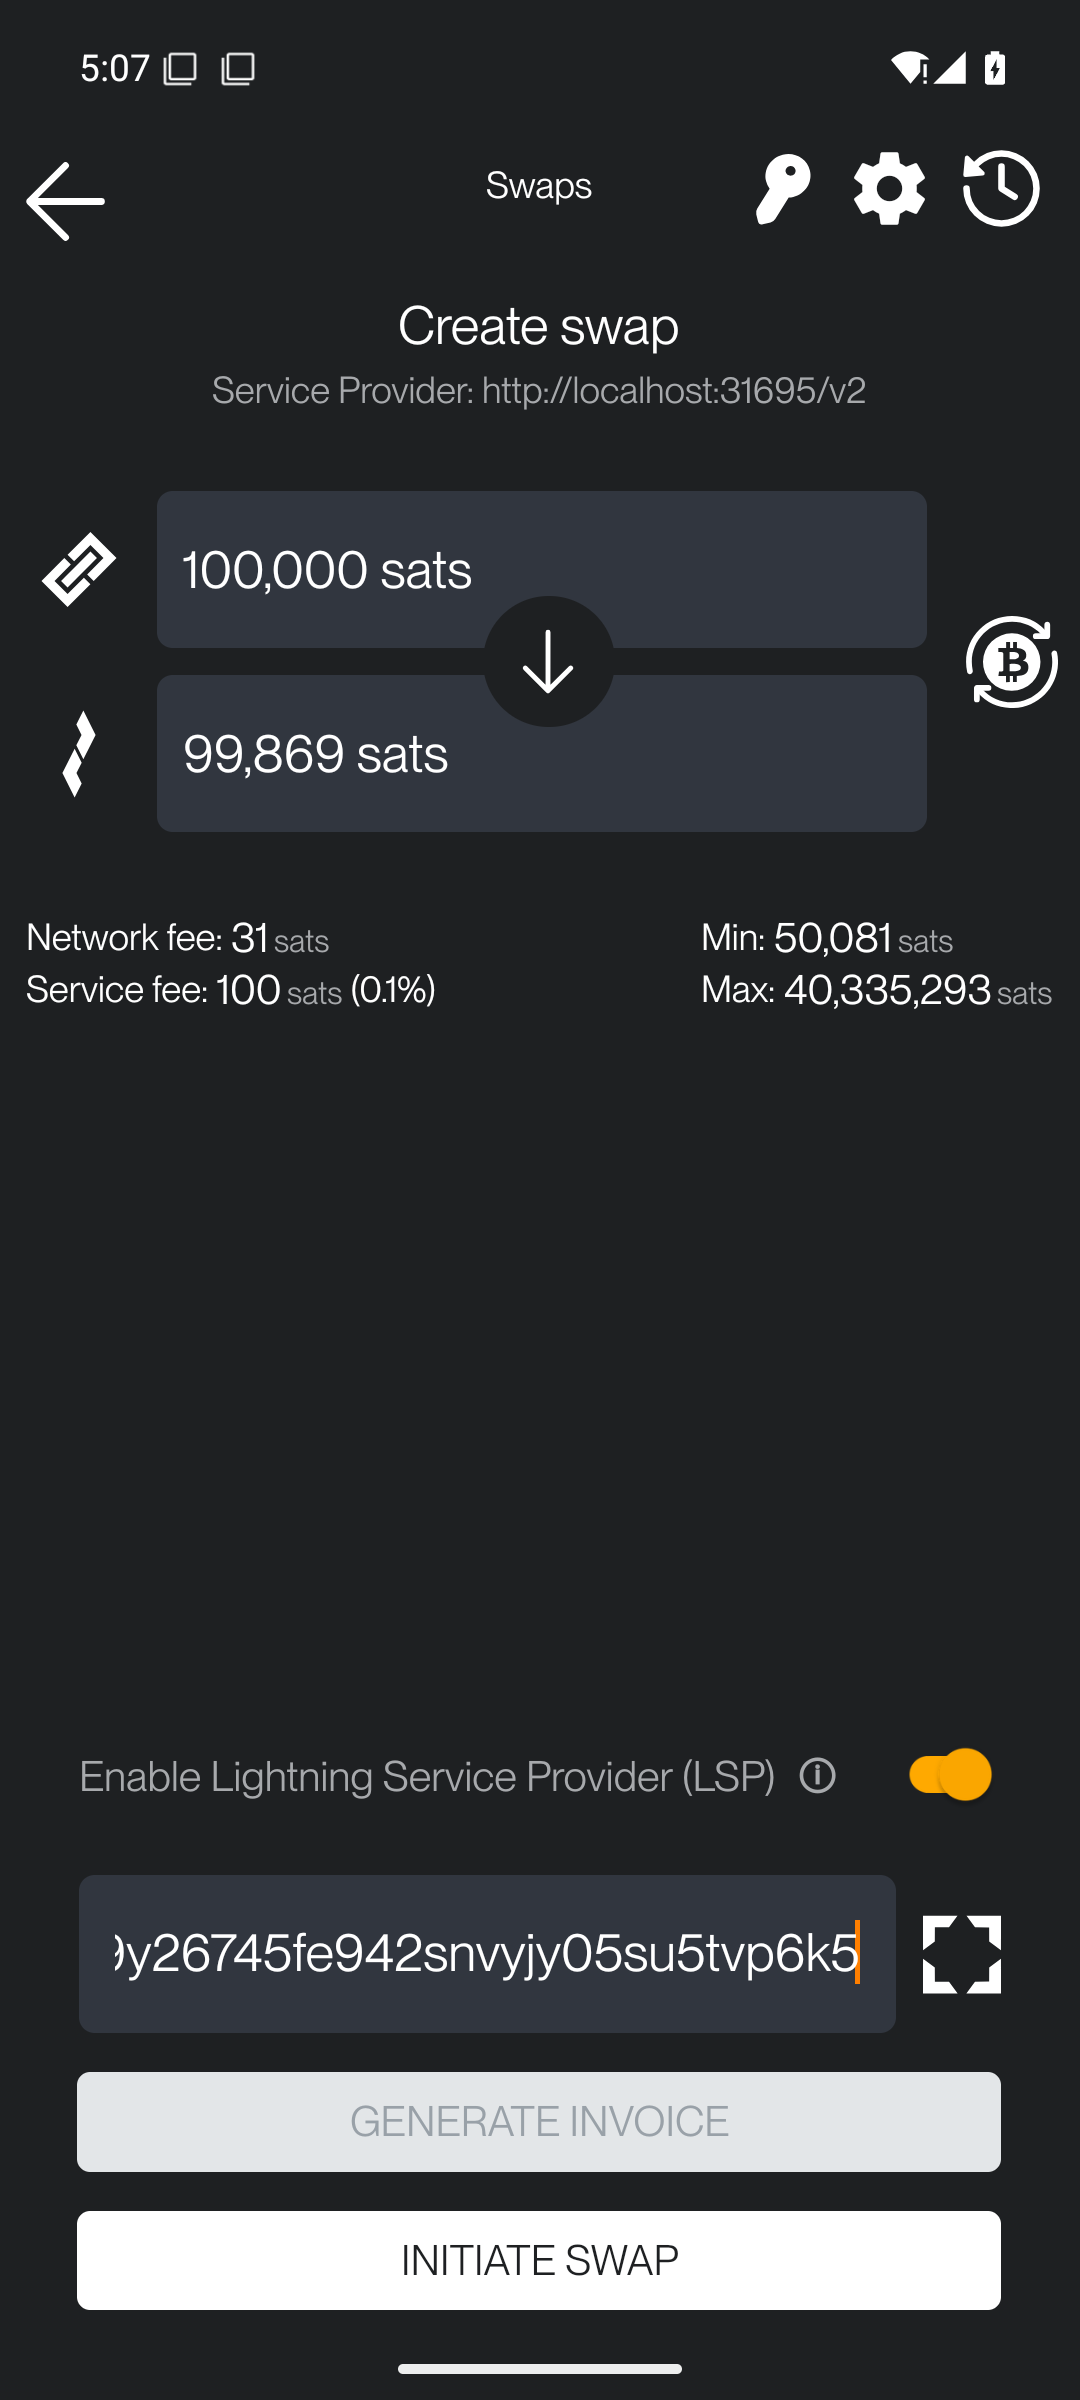 5:07
Swaps
Create swap
Service Provider: http://localhost:31695/v2
100,000 sats
99,869 sats
Network fee: 31 sats
Min: 50,081 sats
Service fee: 100 sats (0.1%)
Max: 40,335,293 sats
Enable Lightning Service Provider (LSP)
y26745fe942snvyjy05su5tvp6k5
GENERATE INVOICE
INITIATE SWAP